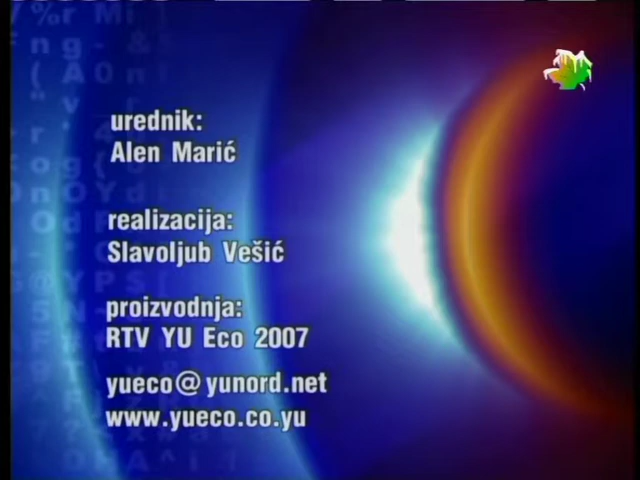 urednik:
Alen Marić
realizacija:
Slavoljub Vešić
proizvodnja:
RTV YU Eco 2007
yueco@yunord.net
www.yueco.co.yu